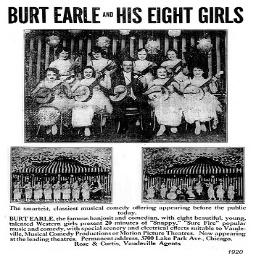 BURT EARLE AND HIS EIGHT GIRLS
The smartest, classiest musical comedy offering appearing before the public
today.
BURT EARLE, the famous banjoist and comedian, with eight beautiful, young,
talented Western girls present 20 minutes of "Snappy," "Sure Fire" popular
music and comedy, with special scenery and electrical effects suitable to Vaude-
ville, Musical Comedy Productions or Motion Picture Theatres. Now appearing
at the leading theatres. Permanent address, 3700 Lake Park Ave., Chicago.
Rose & Curtis, Vaudeville Agents
1920